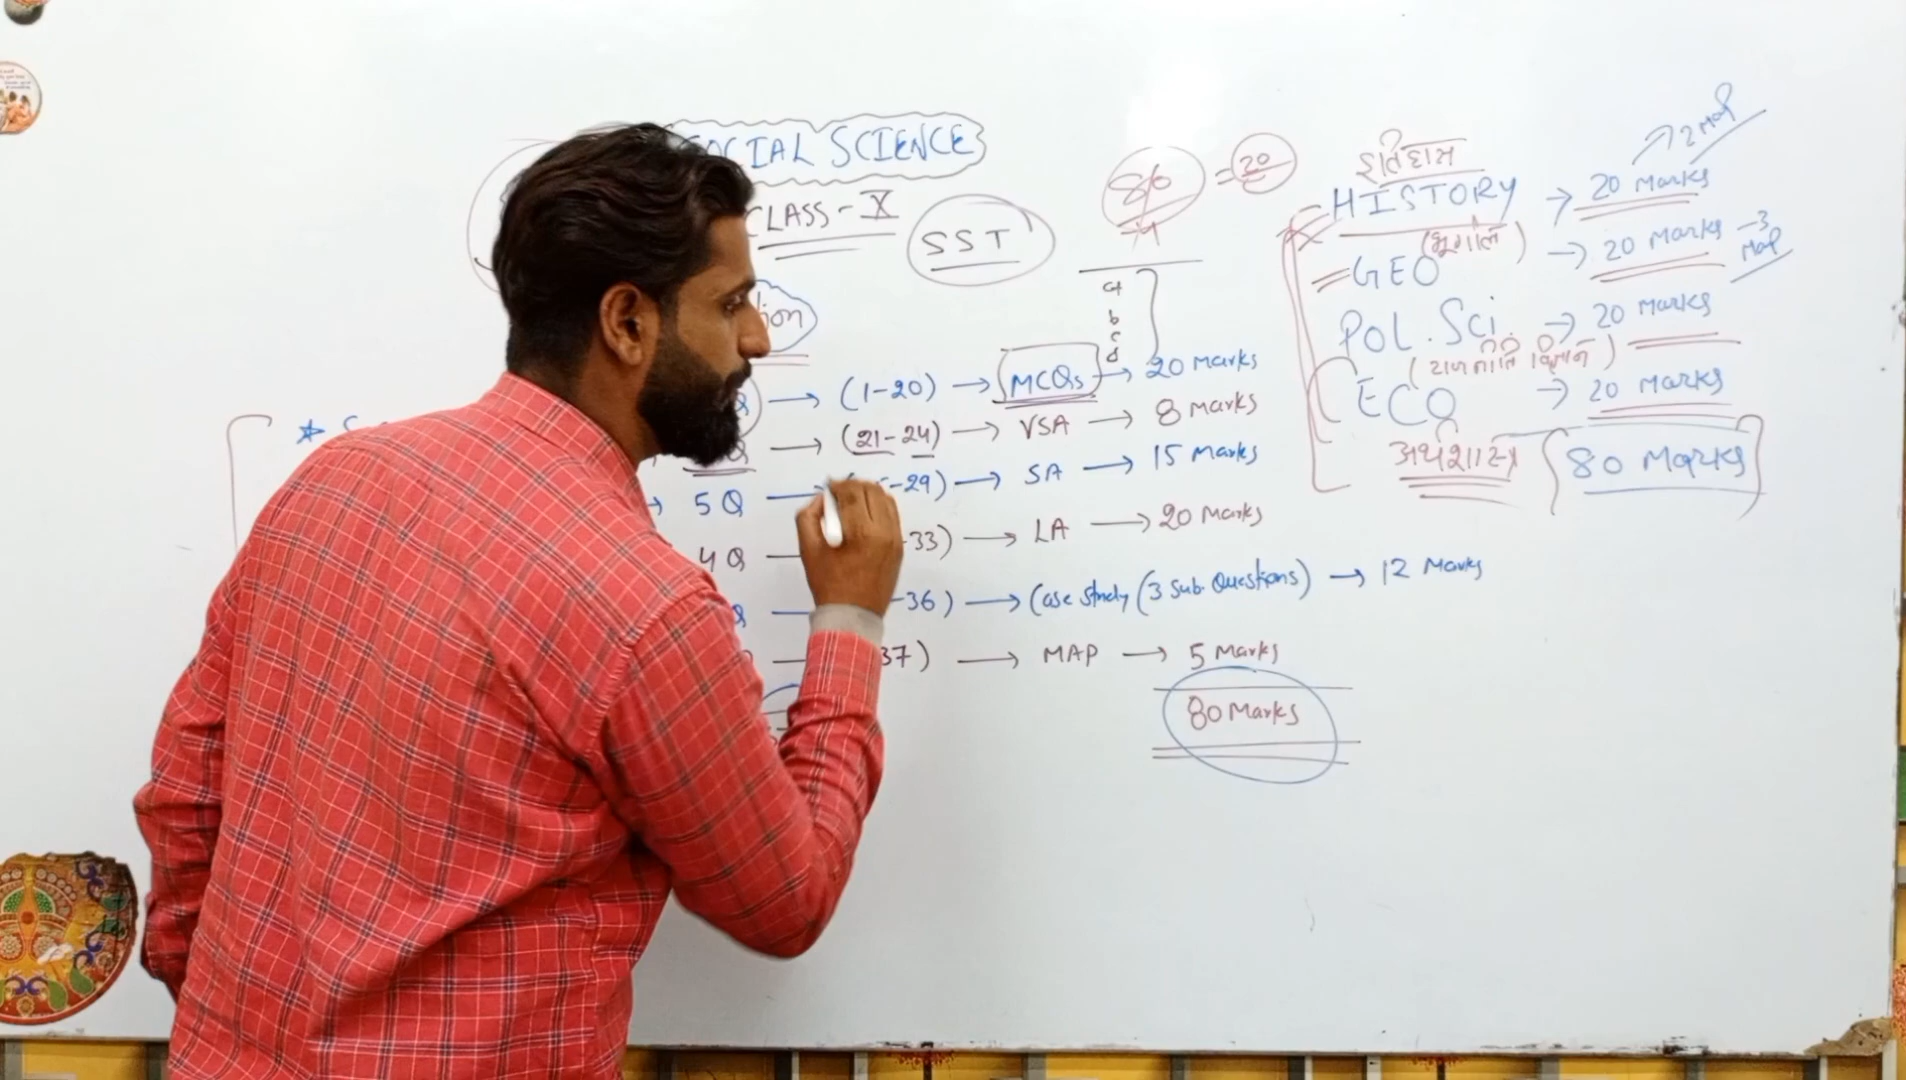 SOCIAL SCIENCE
CLASS - X
SST
80
= 20
a
b
c
d
→ (1-20) → MCQs → 20 Marks
→ (21-24) → VSA → 8 Marks
→ 5 Q → -29) → SA → 15 Marks
4 Q — -33) → LA → 20 Marks
Q — -36) → Case Study (3 Sub. Questions) → 12 Marks
— 37) → MAP → 5 Marks
80 Marks
इतिहास
HISTORY → 20 Marks → 2 Map
(भूगोल)
GEO → 20 Marks - 3 Map
POL. Sci. → 20 Marks
(राजनीति विज्ञान)
ECO → 20 Marks
अर्थशास्त्र
80 Marks